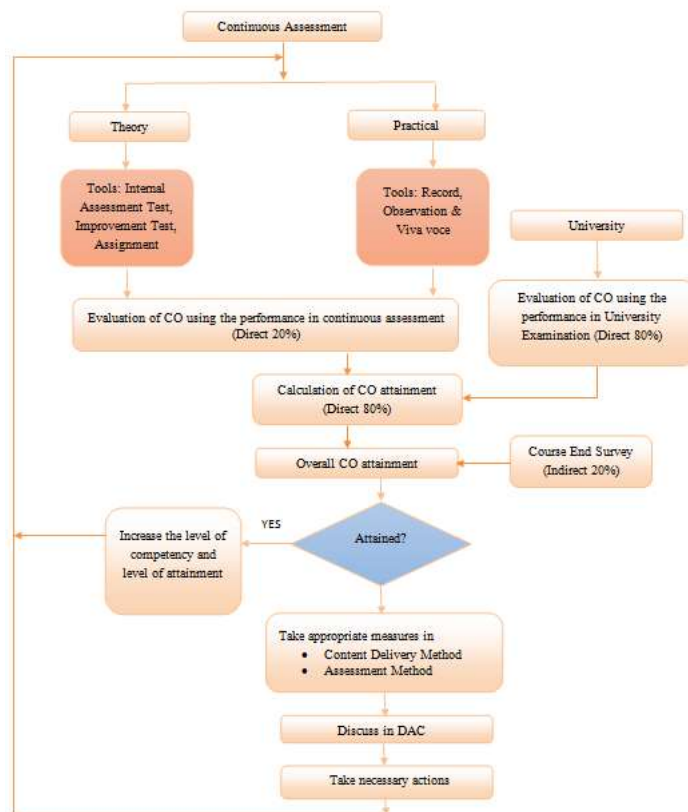 Continuous Assessment
Theory
Practical
Tools: Internal
Assessment Test,
Improvement Test,
Assignment
Tools: Record,
Observation &
Viva voce
University
Evaluation of CO using the performance in continuous assessment
(Direct 20%)
Evaluation of CO using the
performance in University
Examination (Direct 80%)
Calculation of CO attainment
(Direct 80%)
Overall CO attainment
Course End Survey
(Indirect 20%)
YES
Attained?
Increase the level of
competency and
level of attainment
Take appropriate measures in
• Content Delivery Method
• Assessment Method
Discuss in DAC
Take necessary actions